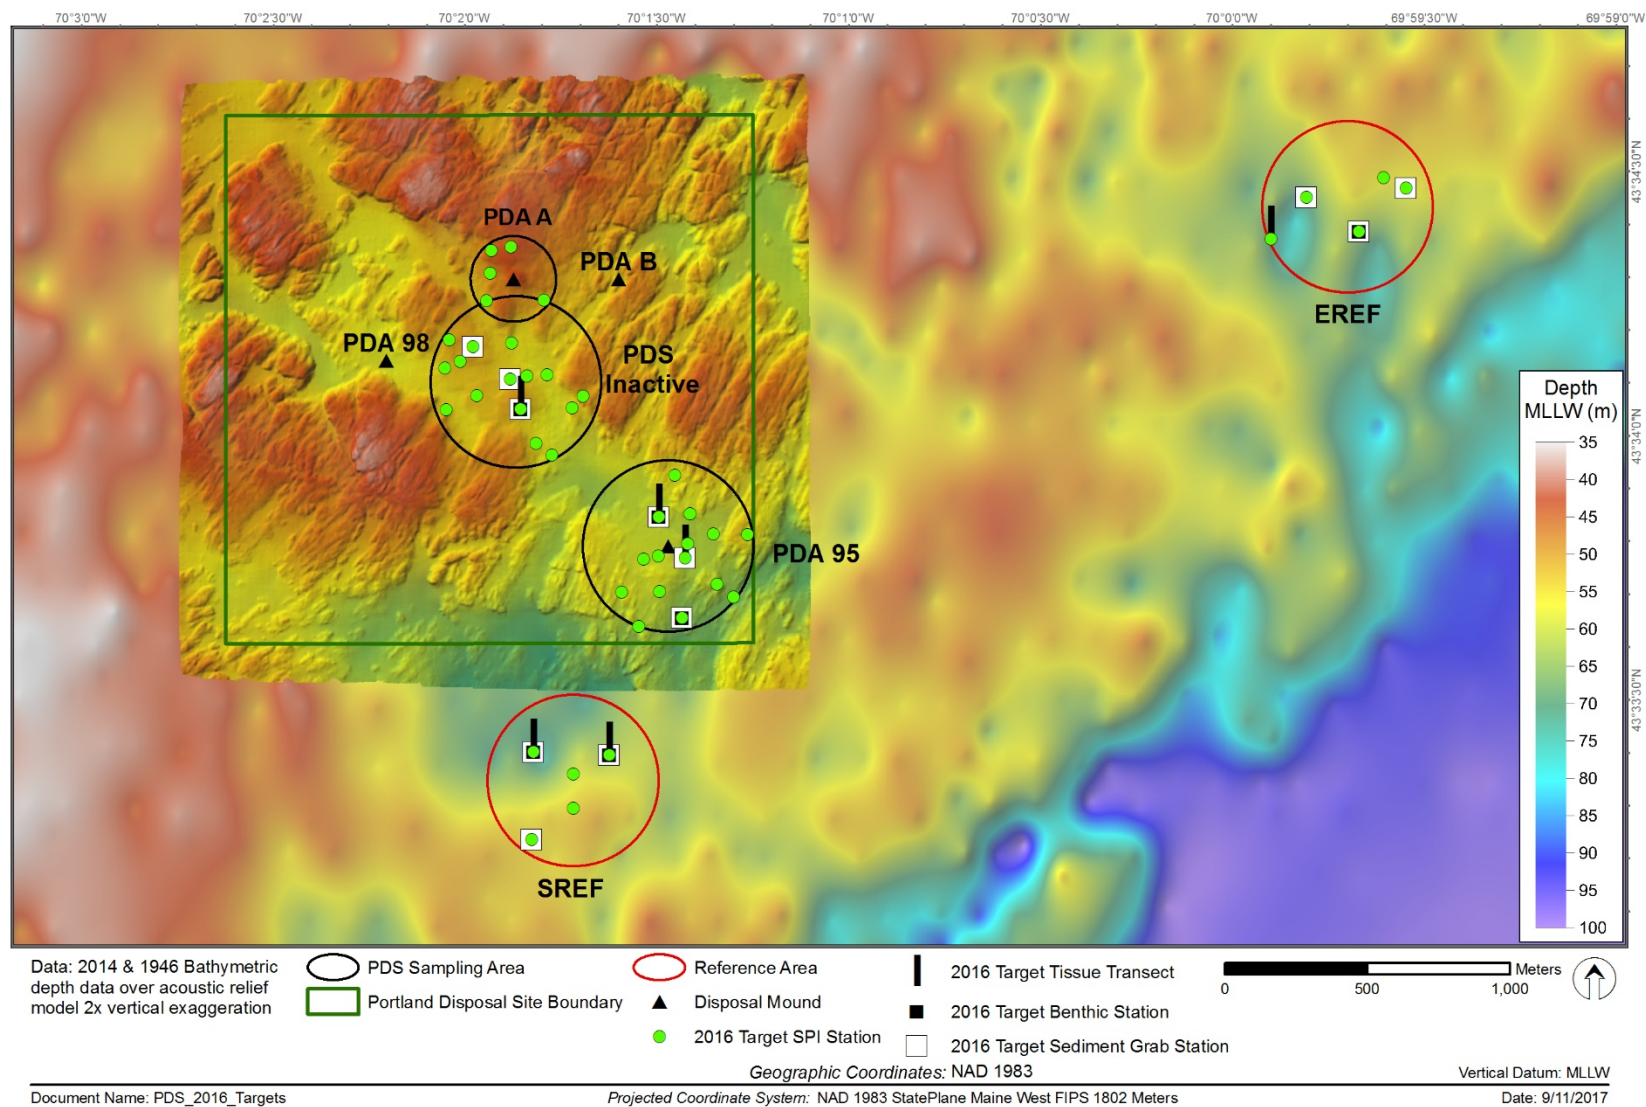 70°3'0"W 70°2'30"W 70°2'0"W 70°1'30"W 70°1'0"W 70°0'30"W 70°0'0"W 69°59'30"W 69°59'0"W
43°34'30"N
PDA A
PDA B
EREF
PDA 98
PDS
Inactive
Depth
MLLW (m)
35
40
45
50
55
60
65
70
75
80
85
90
95
100
43°34'0"N
PDA 95
43°33'30"N
SREF
Data: 2014 & 1946 Bathymetric
depth data over acoustic relief
model 2x vertical exaggeration
PDS Sampling Area
Portland Disposal Site Boundary
Reference Area
Disposal Mound
2016 Target SPI Station
2016 Target Tissue Transect
2016 Target Benthic Station
2016 Target Sediment Grab Station
Meters
0 500 1,000
Geographic Coordinates: NAD 1983
Vertical Datum: MLLW
Document Name: PDS_2016_Targets
Projected Coordinate System: NAD 1983 StatePlane Maine West FIPS 1802 Meters
Date: 9/11/2017